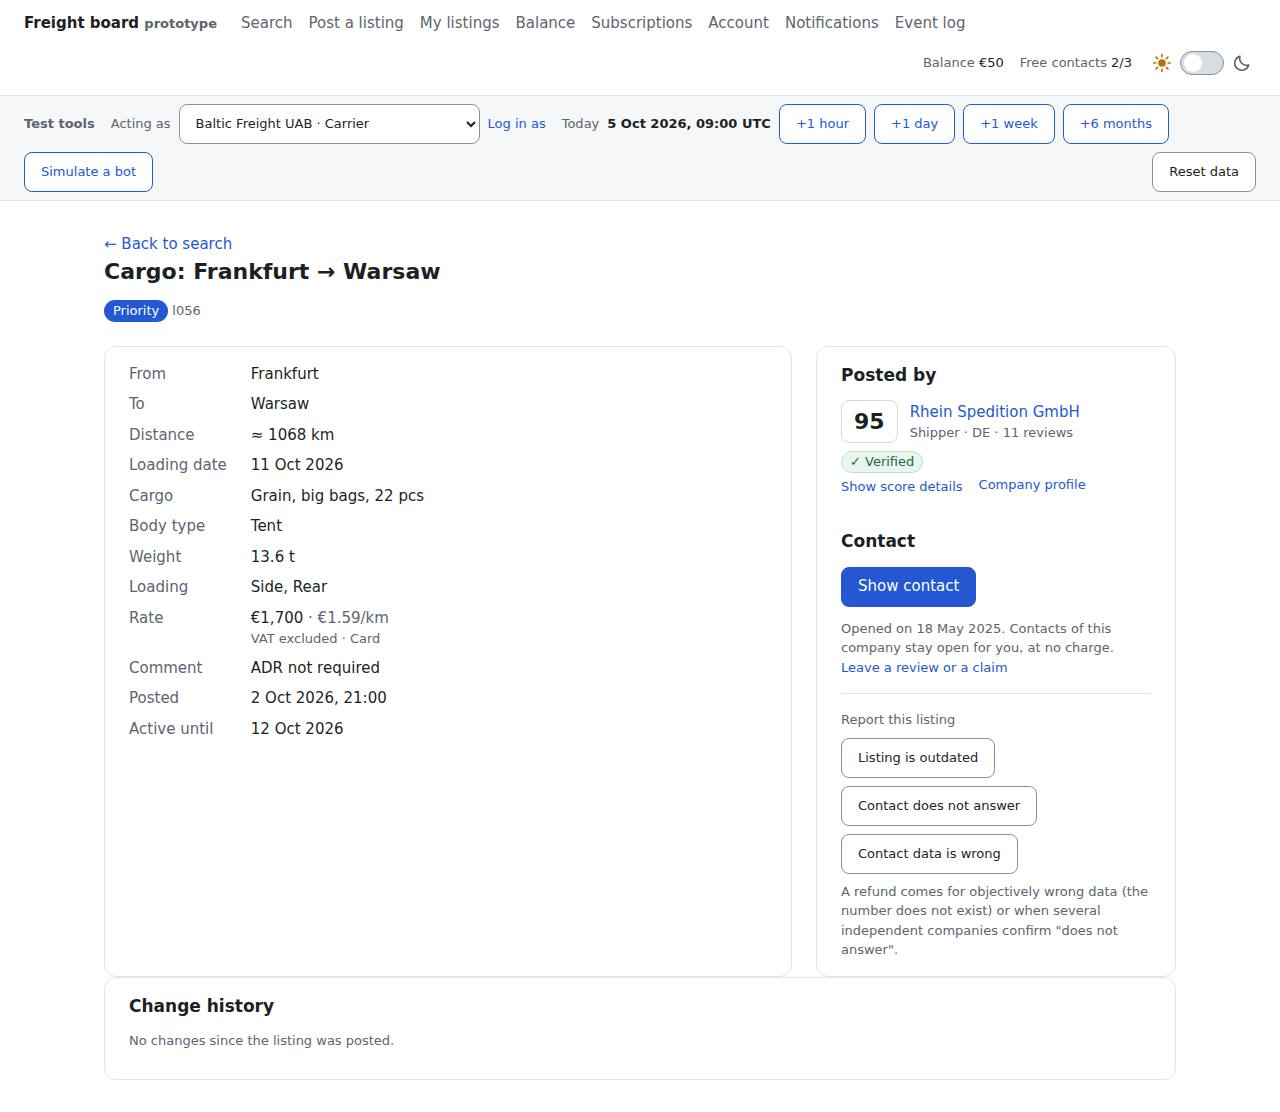 Freight board prototype Search Post a listing My listings Balance Subscriptions Account Notifications Event log
Balance €50 Free contacts 2/3
Test tools Acting as Baltic Freight UAB · Carrier Log in as Today 5 Oct 2026, 09:00 UTC +1 hour +1 day +1 week +6 months
Simulate a bot Reset data
← Back to search
Cargo: Frankfurt → Warsaw
Priority l056
From Frankfurt
To Warsaw
Distance ≈ 1068 km
Loading date 11 Oct 2026
Cargo Grain, big bags, 22 pcs
Body type Tent
Weight 13.6 t
Loading Side, Rear
Rate €1,700 · €1.59/km
VAT excluded · Card
Comment ADR not required
Posted 2 Oct 2026, 21:00
Active until 12 Oct 2026
Posted by
95 Rhein Spedition GmbH
Shipper · DE · 11 reviews
✓ Verified
Show score details Company profile
Contact
Show contact
Opened on 18 May 2025. Contacts of this
company stay open for you, at no charge.
Leave a review or a claim
Report this listing
Listing is outdated
Contact does not answer
Contact data is wrong
A refund comes for objectively wrong data (the
number does not exist) or when several
independent companies confirm "does not
answer".
Change history
No changes since the listing was posted.